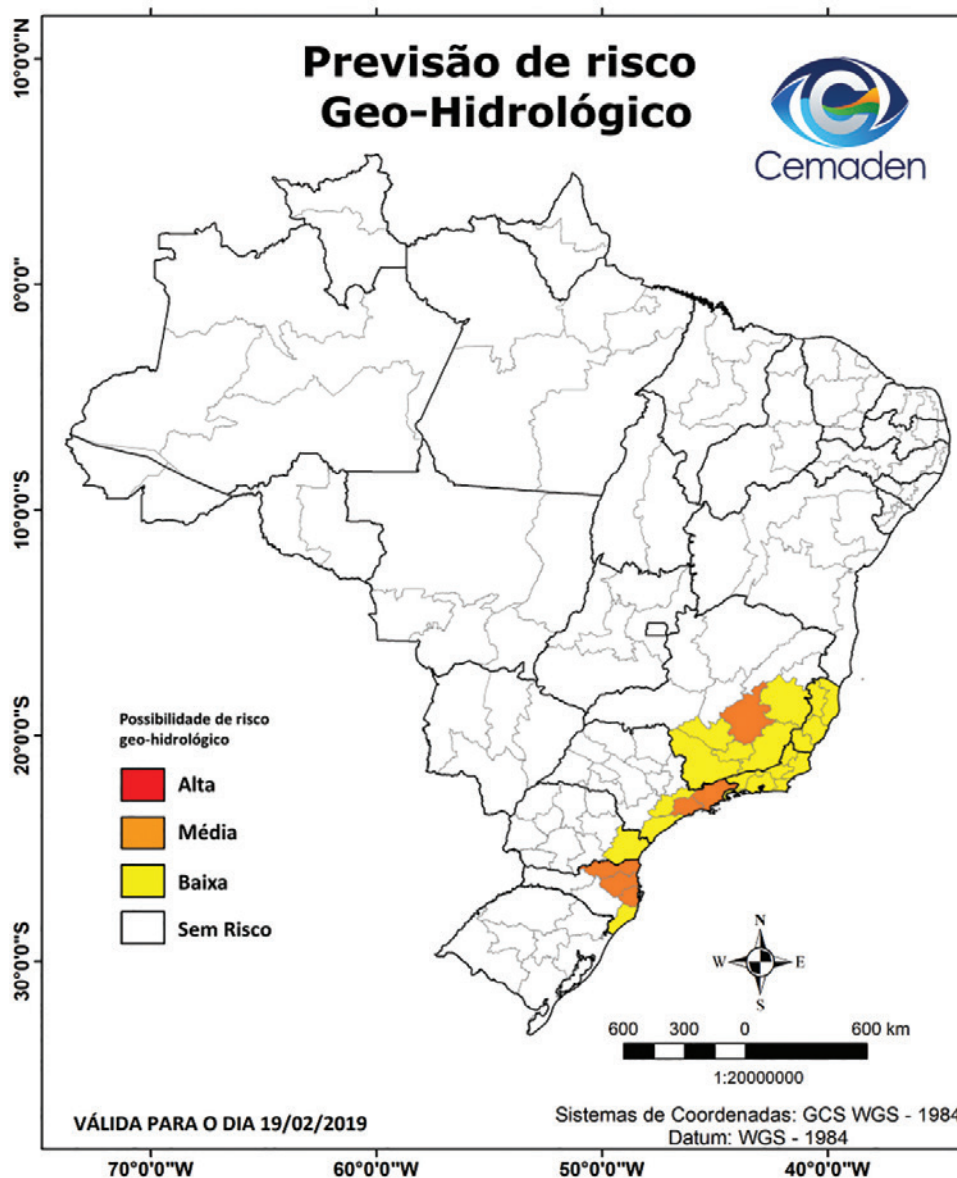 Previsão de risco
Geo-Hidrológico
Cemaden
10°0'0"N
0°0'0"
10°0'0"S
20°0'0"S
30°0'0"S
Possibilidade de risco
geo-hidrológico
Alta
Média
Baixa
Sem Risco
N
W E
S
600 300 0 600 km
1:20000000
VÁLIDA PARA O DIA 19/02/2019
Sistemas de Coordenadas: GCS WGS - 1984
Datum: WGS - 1984
70°0'0"W 60°0'0"W 50°0'0"W 40°0'0"W